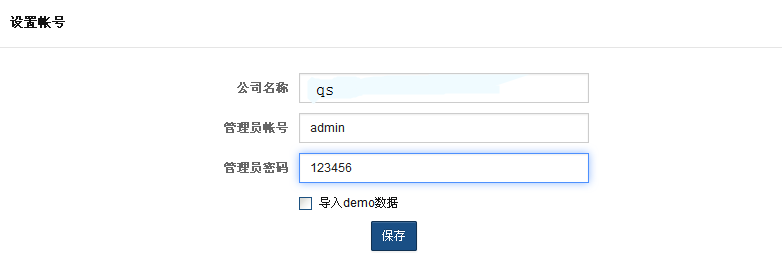 设置帐号
公司名称 qs
管理员帐号 admin
管理员密码 123456
导入demo数据
保存